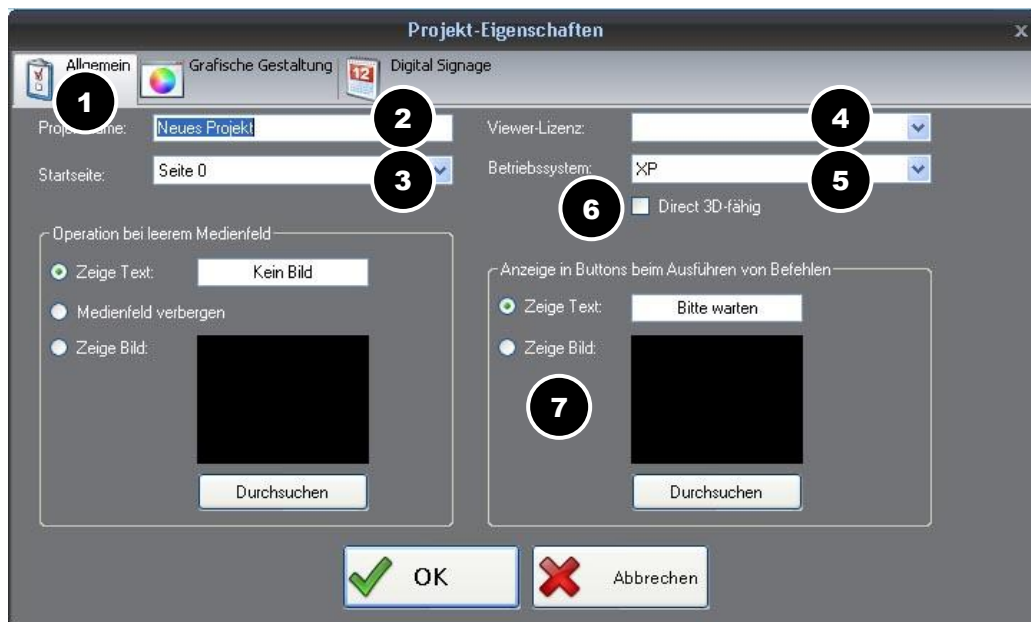 Projekt-Eigenschaften
x
Allgemein
Grafische Gestaltung
12
Digital Signage
1
Neues Projekt
2
Viewer-Lizenz:
4
Startseite:
Seite 0
3
Betriebssystem:
XP
5
6
Direct 3D-fähig
Operation bei leerem Medienfeld
Zeige Text:
Kein Bild
Medienfeld verbergen
Zeige Bild:
Durchsuchen
Anzeige in Buttons beim Ausführen von Befehlen
Zeige Text:
Bitte warten
Zeige Bild:
7
Durchsuchen
OK
Abbrechen